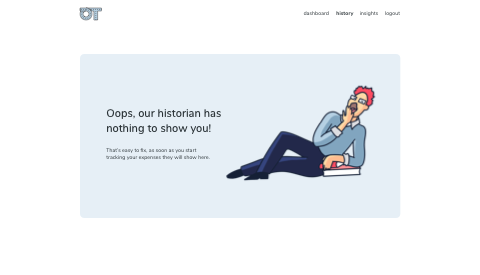 OT
dashboard history insights logout
Oops, our historian has
nothing to show you!
That's easy to fix, as soon as you start
tracking your expenses they will show here.